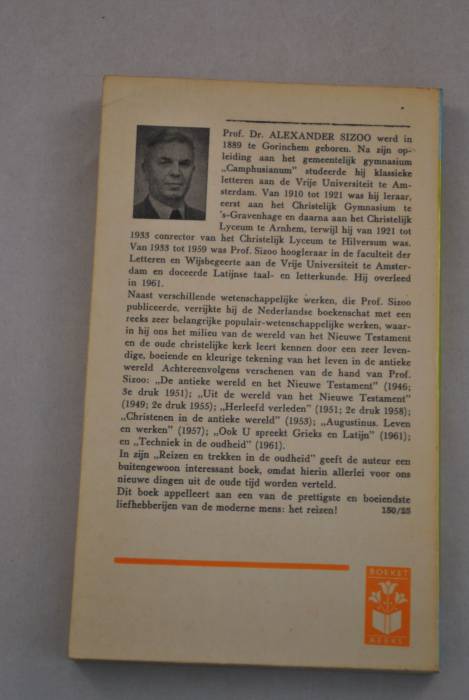 Prof. Dr. ALEXANDER SIZOO werd in
1889 te Gorinchem geboren. Na zijn op-
leiding aan het gemeentelijk gymnasium
„Camphusianum" studeerde hij klassieke
letteren aan de Vrije Universiteit te Am-
sterdam. Van 1910 tot 1921 was hij leraar,
eerst aan het Christelijk Gymnasium te
's-Gravenhage en daarna aan het Christelijk
Lyceum te Arnhem, terwijl hij van 1921 tot
1933 conrector van het Christelijk Lyceum te Hilversum was.
Van 1933 tot 1959 was Prof. Sizoo hoogleraar in de faculteit der
Letteren en Wijsbegeerte aan de Vrije Universiteit te Amster-
dam en doceerde Latijnse taal- en letterkunde. Hij overleed
in 1961.
Naast verschillende wetenschappelijke werken, die Prof. Sizoo
publiceerde, verrijkte hij de Nederlandse boekenschat met een
reeks zeer belangrijke populair-wetenschappelijke werken, waar-
in hij ons het milieu van de wereld van het Nieuwe Testament
en de oude christelijke kerk leert kennen door een zeer leven-
dige, boeiende en kleurige tekening van het leven in de antieke
wereld Achtereenvolgens verschenen van de hand van Prof.
Sizoo: „De antieke wereld en het Nieuwe Testament" (1946;
3e druk 1951); „Uit de wereld van het Nieuwe Testament"
(1949; 2e druk 1955); „Herleefd verleden" (1951; 2e druk 1958);
„Christenen in de antieke wereld" (1953); „Augustinus. Leven
en werken" (1957); „Ook U spreekt Grieks en Latijn" (1961);
en „Techniek in de oudheid" (1961).
In zijn „Reizen en trekken in de oudheid" geeft de auteur een
buitengewoon interessant boek, omdat hierin allerlei voor ons
nieuwe dingen uit de oude tijd worden verteld.
Dit boek appelleert aan een van de prettigste en boeiendste
liefhebberijen van de moderne mens: het reizen! 150/25
BOEKET
REEKS